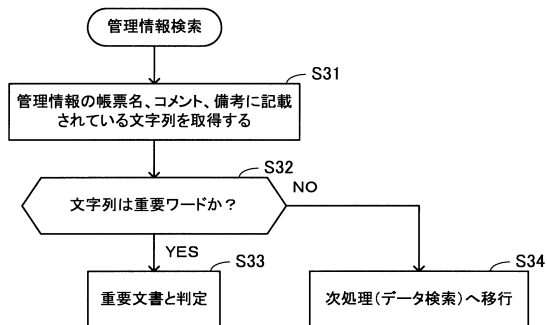 管理情報検索
S31
管理情報の帳票名、コメント、備考に記載
されている文字列を取得する
S32
文字列は重要ワードか？
NO
YES
S33
重要文書と判定
S34
次処理(データ検索)へ移行